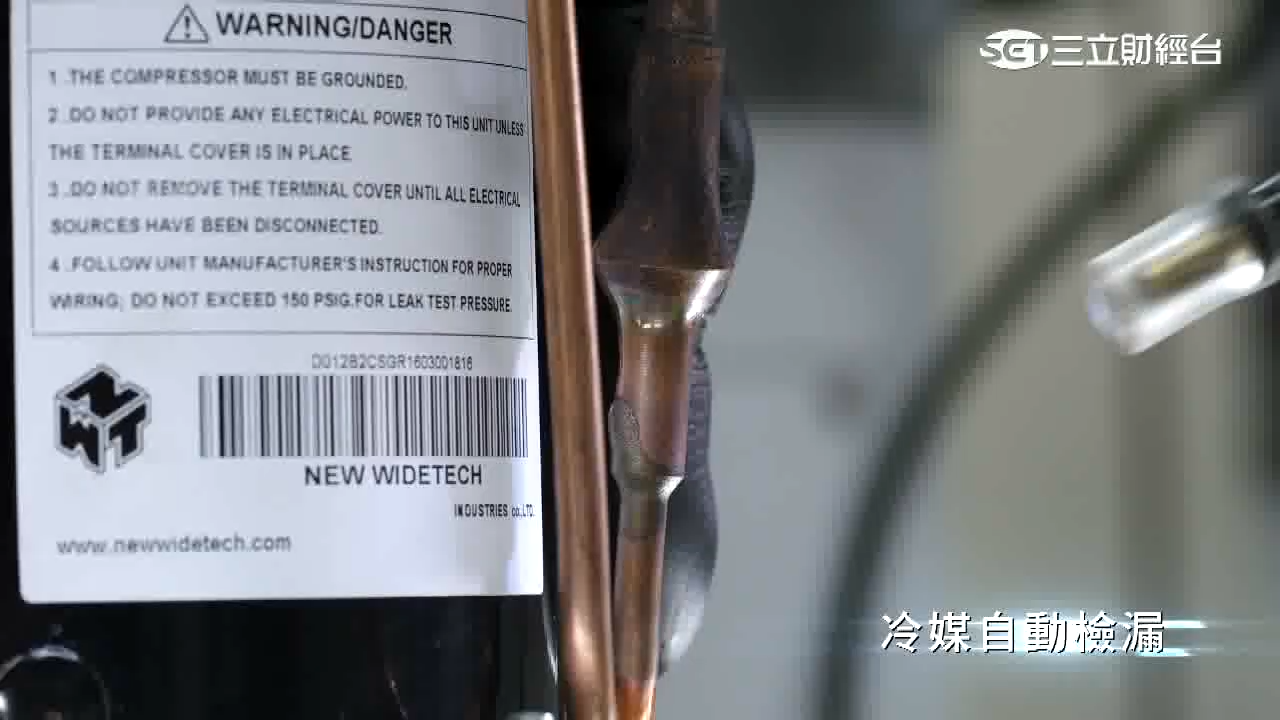 WARNING/DANGER
1 .THE COMPRESSOR MUST BE GROUNDED.
2 .DO NOT PROVIDE ANY ELECTRICAL POWER TO THIS UNIT UNLESS
THE TERMINAL COVER IS IN PLACE
3 .DO NOT REMOVE THE TERMINAL COVER UNTIL ALL ELECTRICAL
SOURCES HAVE BEEN DISCONNECTED.
4 .FOLLOW UNIT MANUFACTURER'S INSTRUCTION FOR PROPER
WIRING; DO NOT EXCEED 150 PSIG.FOR LEAK TEST PRESSURE.
D012B2CSGR1603001816
NWT
NEW WIDETECH
INDUSTRIES co.,LTD.
www.newwidetech.com
SGT三立財經台
冷媒自動檢漏